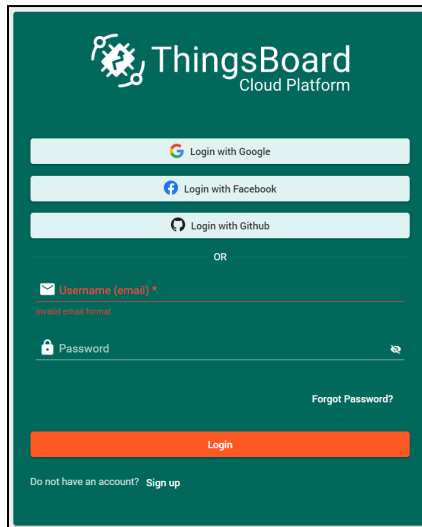 ThingsBoard
Cloud Platform
Login with Google
Login with Facebook
Login with Github
OR
Username (email) *
Invalid email format.
Password
Forgot Password?
Login
Do not have an account? Sign up